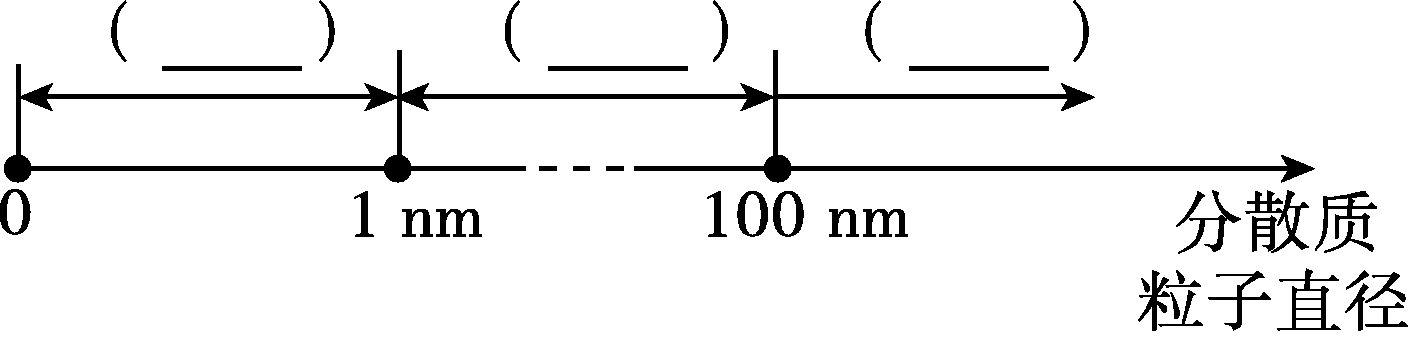 ( ____ ) ( ____ ) ( ____ )
0 1 nm 100 nm
分散质
粒子直径